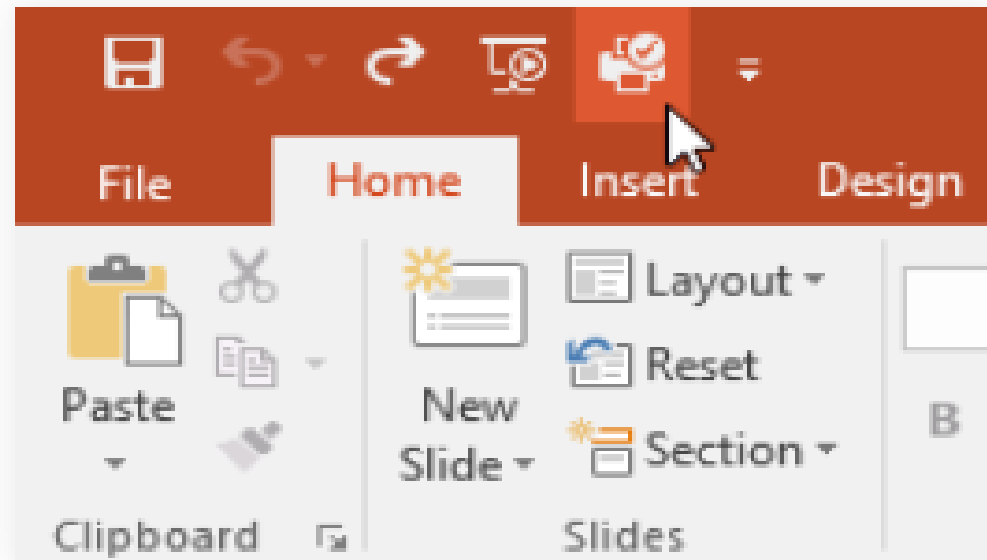 File Home Insert Design
Layout
Reset
Paste New
Slide
Section
B
Clipboard Slides